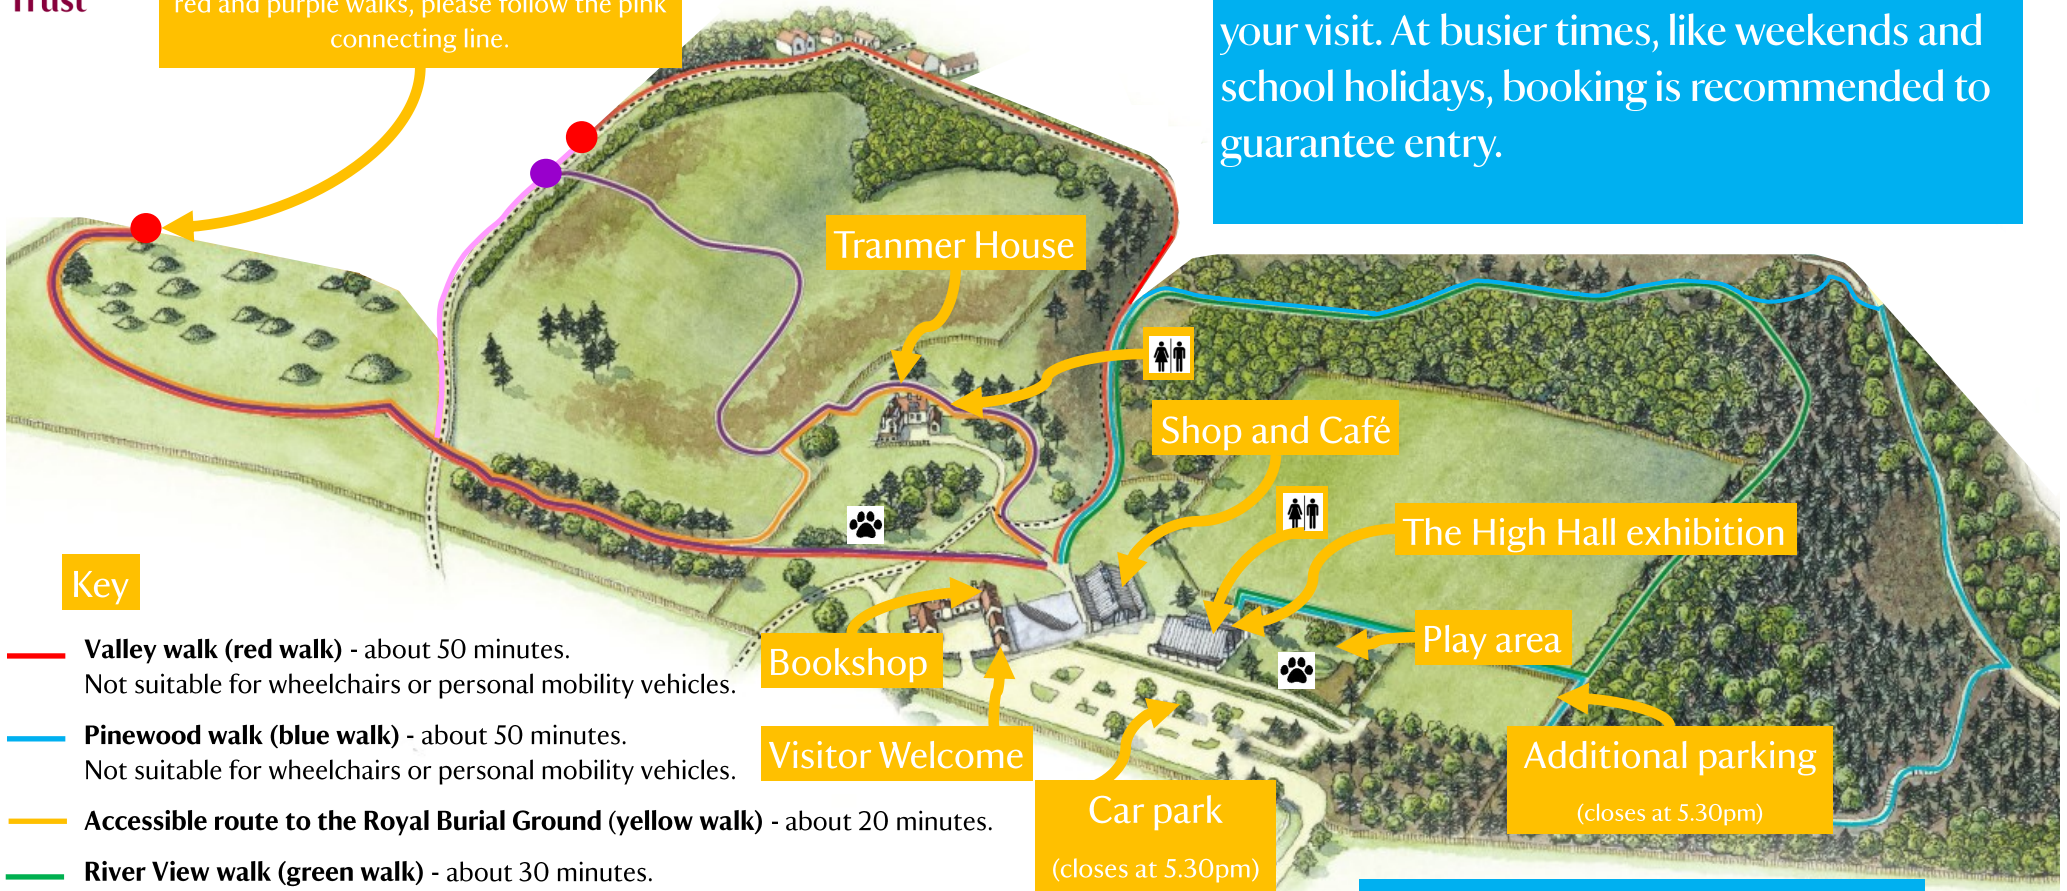 Trust
red and purple walks, please follow the pink
connecting line.
your visit. At busier times, like weekends and
school holidays, booking is recommended to
guarantee entry.
Tranmer House
Shop and Café
The High Hall exhibition
Play area
Bookshop
Visitor Welcome
Car park
(closes at 5.30pm)
Additional parking
(closes at 5.30pm)
Key
Valley walk (red walk) - about 50 minutes.
Not suitable for wheelchairs or personal mobility vehicles.
Pinewood walk (blue walk) - about 50 minutes.
Not suitable for wheelchairs or personal mobility vehicles.
Accessible route to the Royal Burial Ground (yellow walk) - about 20 minutes.
River View walk (green walk) - about 30 minutes.